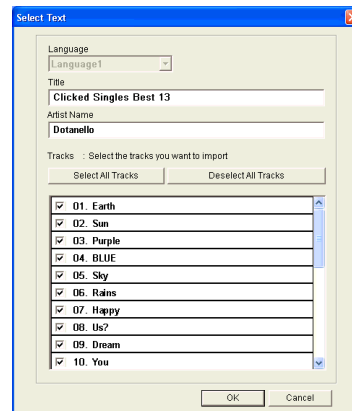 Select Text
Language
Language1
Title
Clicked Singles Best 13
Artist Name
Dotanello
Tracks : Select the tracks you want to import
Select All Tracks Deselect All Tracks
01. Earth
02. Sun
03. Purple
04. BLUE
05. Sky
06. Rains
07. Happy
08. Us?
09. Dream
10. You
OK Cancel